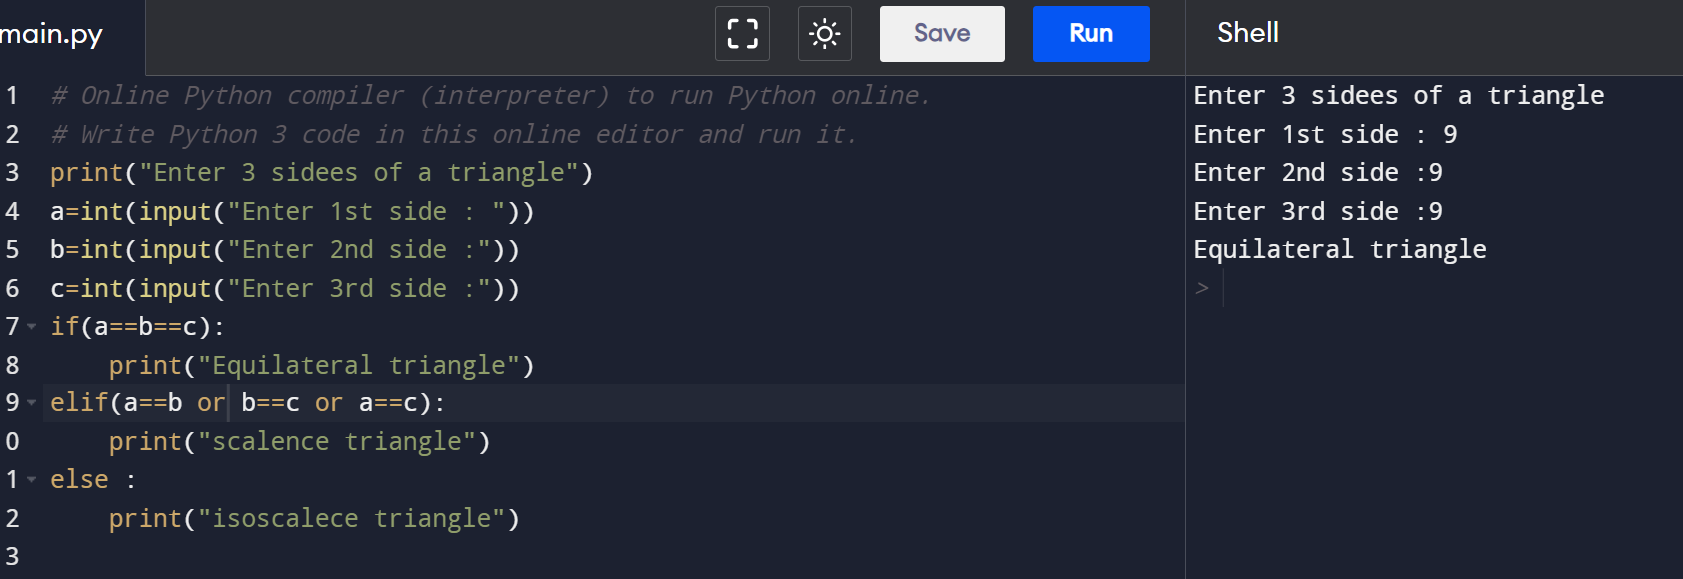 main.py
Save
Run
Shell
1 # Online Python compiler (interpreter) to run Python online.
2 # Write Python 3 code in this online editor and run it.
3 print("Enter 3 sidees of a triangle")
4 a=int(input("Enter 1st side : "))
5 b=int(input("Enter 2nd side :"))
6 c=int(input("Enter 3rd side :"))
7 if(a==b==c):
8     print("Equilateral triangle")
9 elif(a==b or b==c or a==c):
0     print("scalence triangle")
1 else :
2     print("isoscalece triangle")
3
Enter 3 sidees of a triangle
Enter 1st side : 9
Enter 2nd side :9
Enter 3rd side :9
Equilateral triangle
>